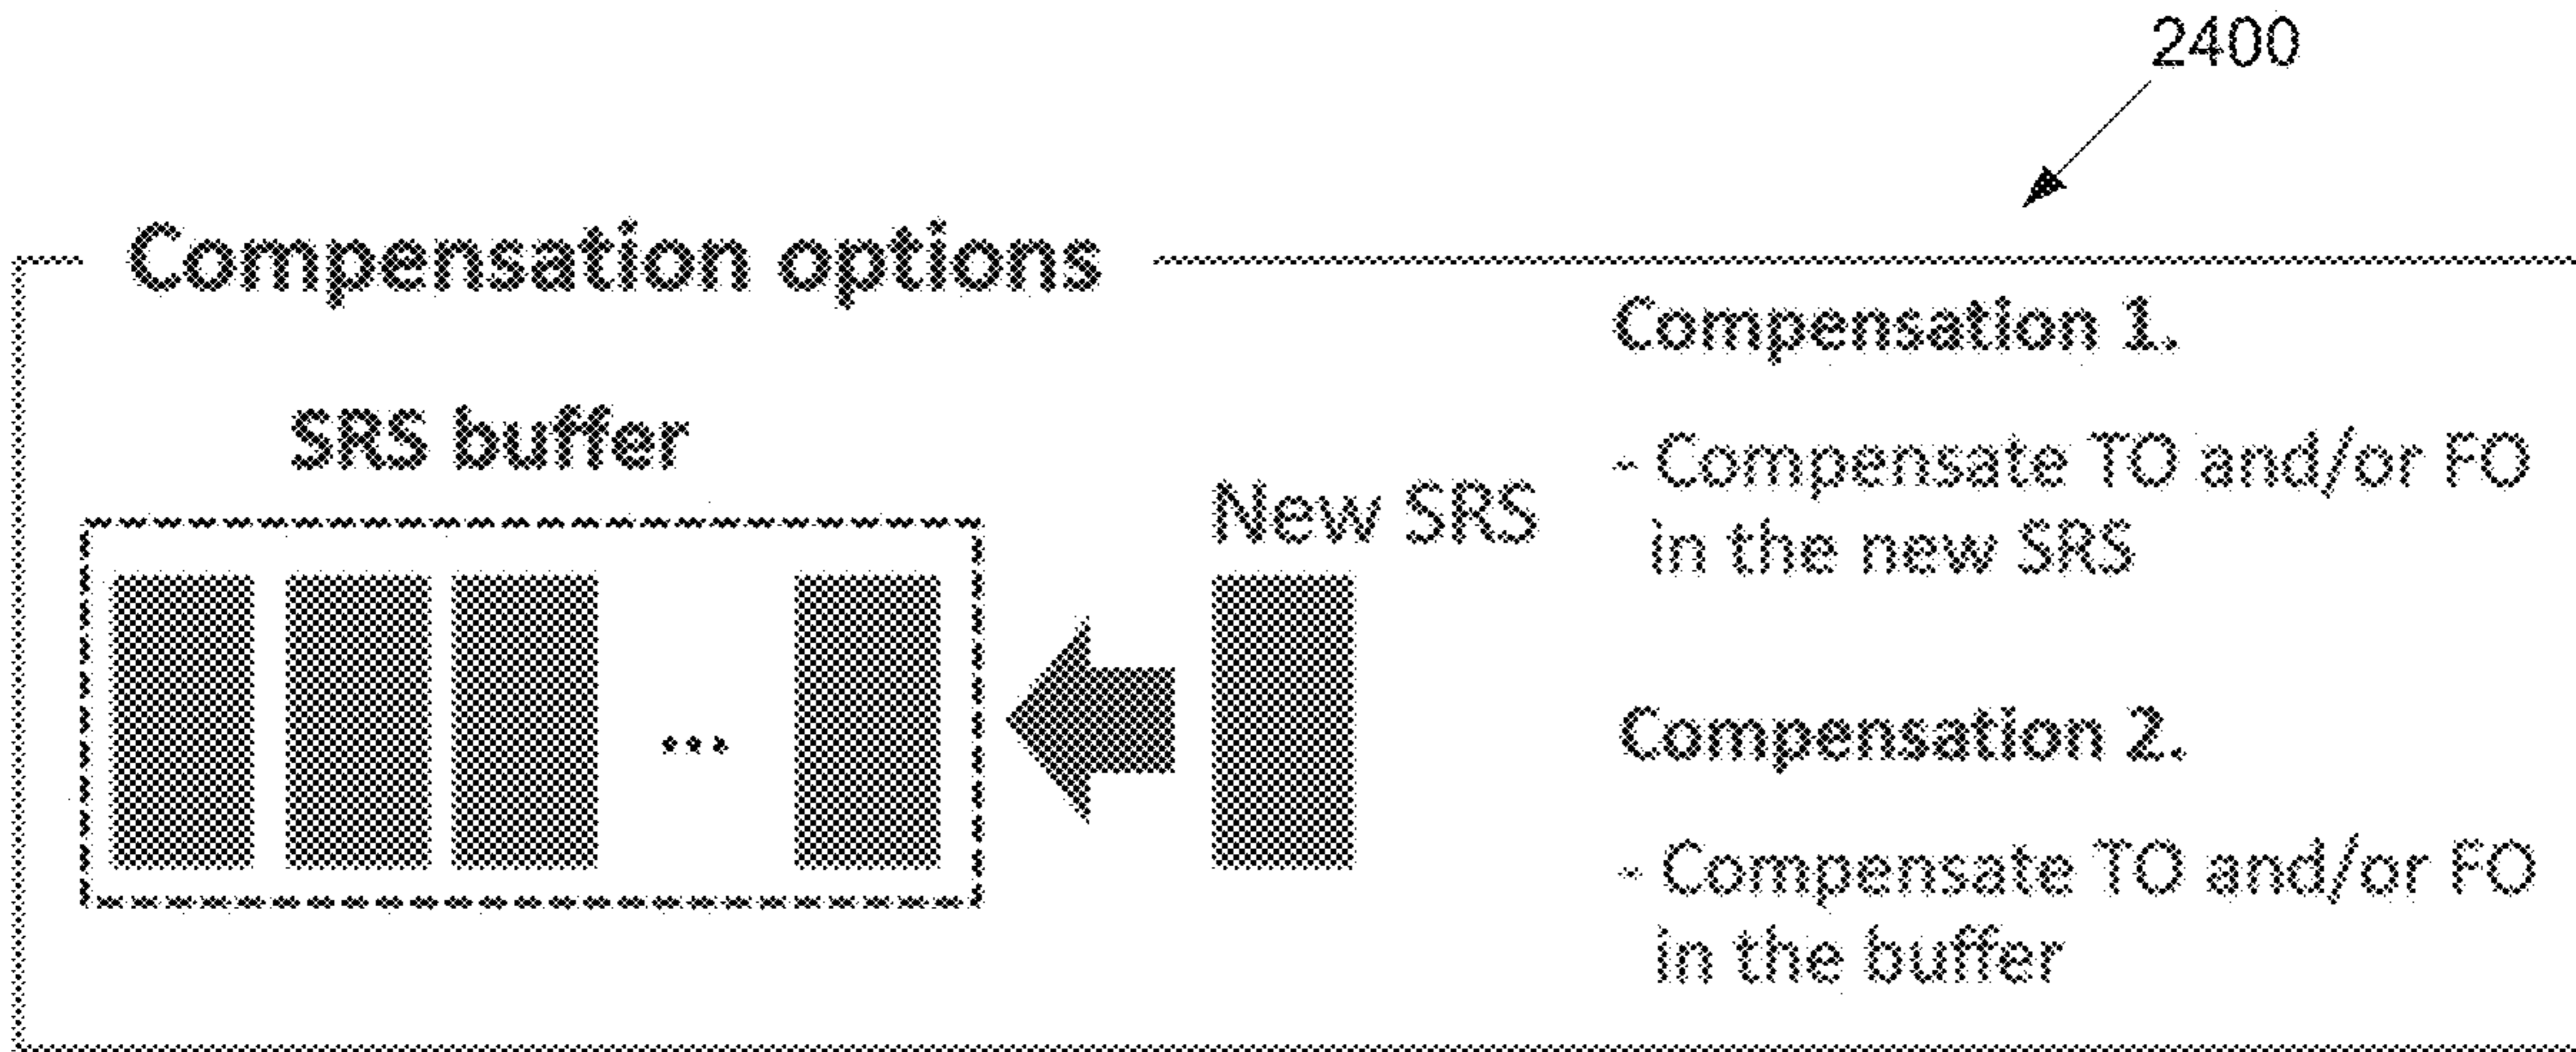 2400
Compensation options
SRS buffer
...
New SRS
Compensation 1.
- Compensate TO and/or FO
in the new SRS
Compensation 2.
- Compensate TO and/or FO
in the buffer